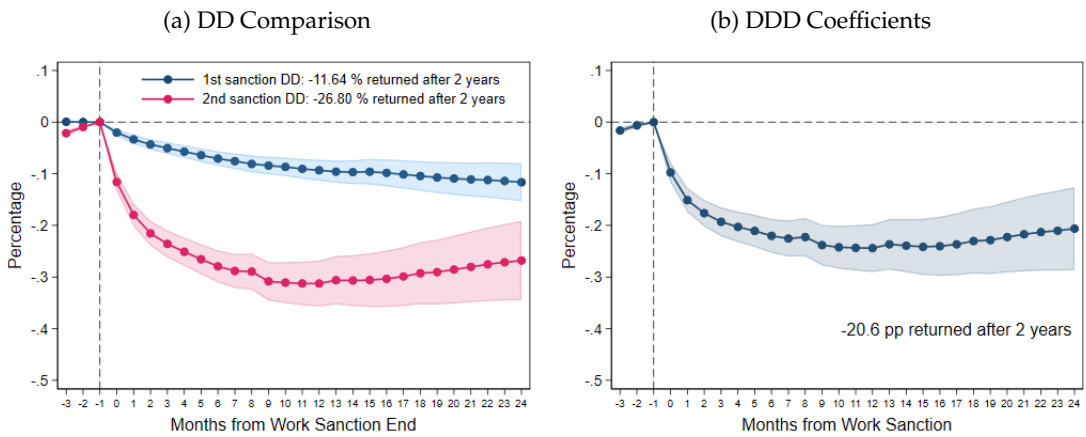 (a) DD Comparison
.1
0
-.1
-.2
-.3
-.4
-.5
Percentage
1st sanction DD: -11.64 % returned after 2 years
2nd sanction DD: -26.80 % returned after 2 years
-3 -2 -1 0 1 2 3 4 5 6 7 8 9 10 11 12 13 14 15 16 17 18 19 20 21 22 23 24
Months from Work Sanction End
(b) DDD Coefficients
.1
0
-.1
-.2
-.3
-.4
-.5
Percentage
-20.6 pp returned after 2 years
-3 -2 -1 0 1 2 3 4 5 6 7 8 9 10 11 12 13 14 15 16 17 18 19 20 21 22 23 24
Months from Work Sanction